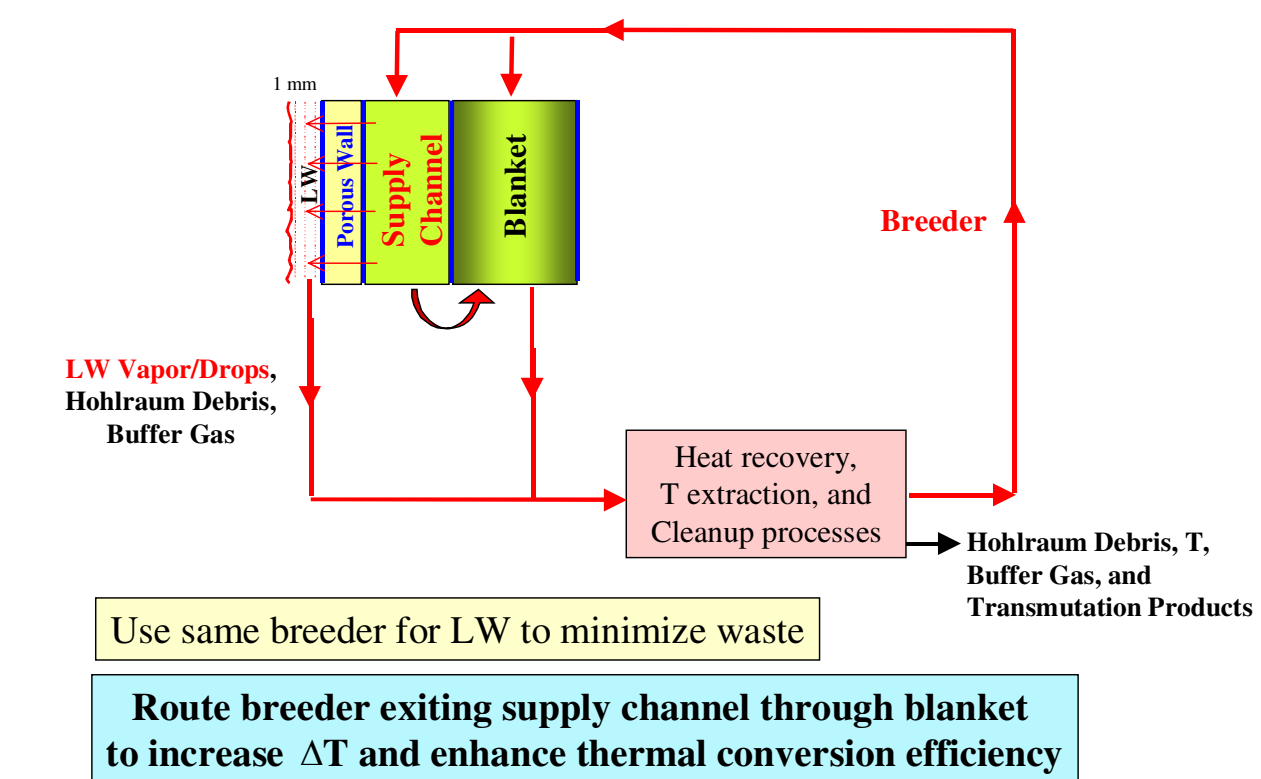 1 mm
LW
Porous Wall
Supply
Channel
Blanket
Breeder
LW Vapor/Drops,
Hohlraum Debris,
Buffer Gas
Heat recovery,
T extraction, and
Cleanup processes
Hohlraum Debris, T,
Buffer Gas, and
Transmutation Products
Use same breeder for LW to minimize waste
Route breeder exiting supply channel through blanket
to increase ΔT and enhance thermal conversion efficiency